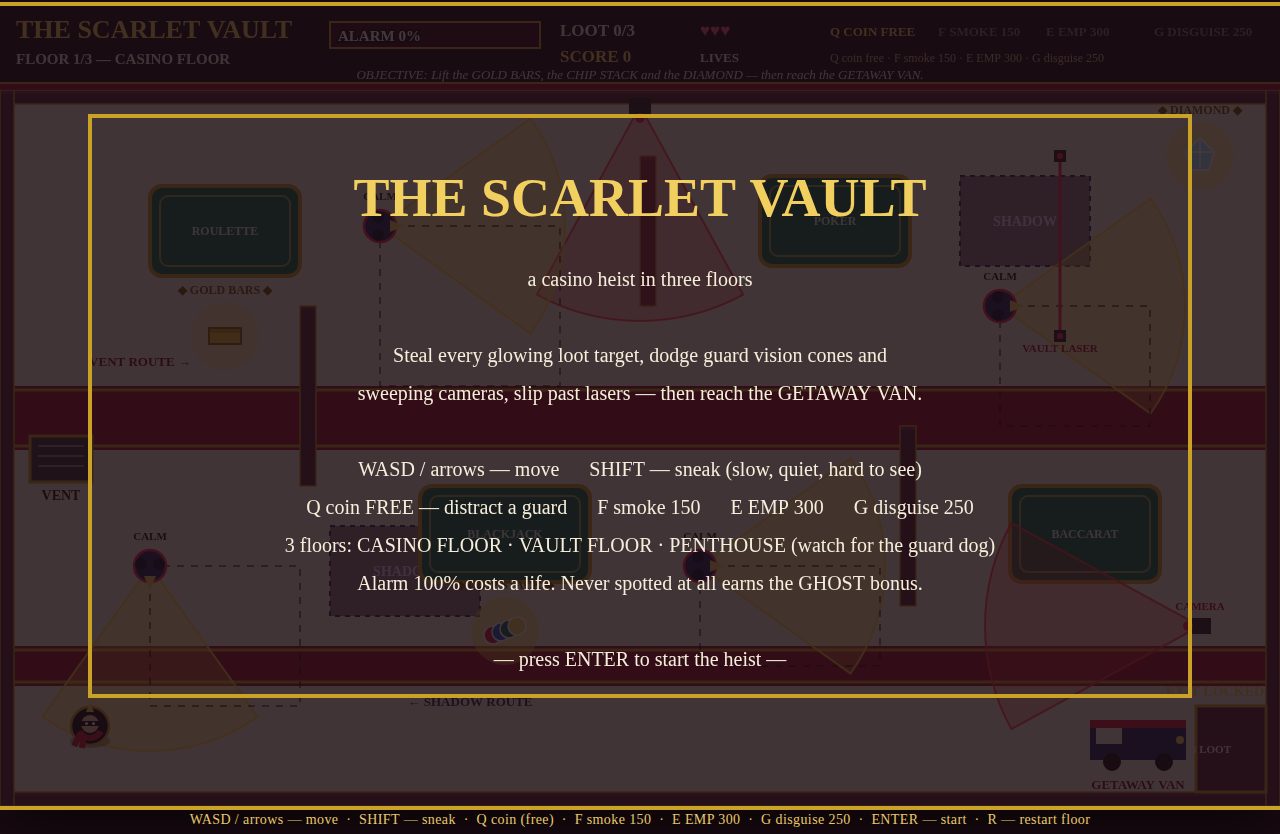 THE SCARLET VAULT
FLOOR 1/3 — CASINO FLOOR
ALARM 0%
LOOT 0/3
SCORE 0
♥♥♥
LIVES
Q COIN FREE F SMOKE 150 E EMP 300 G DISGUISE 250
Q coin free · F smoke 150 · E EMP 300 · G disguise 250
OBJECTIVE: Lift the GOLD BARS, the CHIP STACK and the DIAMOND — then reach the GETAWAY VAN.
◆ DIAMOND ◆
CALM
THE SCARLET VAULT
ROULETTE
POKER
SHADOW
a casino heist in three floors
CALM
◆ GOLD BARS ◆
VAULT LASER
VENT ROUTE →
Steal every glowing loot target, dodge guard vision cones and
sweeping cameras, slip past lasers — then reach the GETAWAY VAN.
WASD / arrows — move SHIFT — sneak (slow, quiet, hard to see)
VENT
Q coin FREE — distract a guard F smoke 150 E EMP 300 G disguise 250
CALM
BLACKJACK
BACCARAT
3 floors: CASINO FLOOR · VAULT FLOOR · PENTHOUSE (watch for the guard dog)
SHADO
Alarm 100% costs a life. Never spotted at all earns the GHOST bonus.
CAMERA
— press ENTER to start the heist —
LOCKED
← SHADOW ROUTE
LOOT
GETAWAY VAN
WASD / arrows — move · SHIFT — sneak · Q coin (free) · F smoke 150 · E EMP 300 · G disguise 250 · ENTER — start · R — restart floor